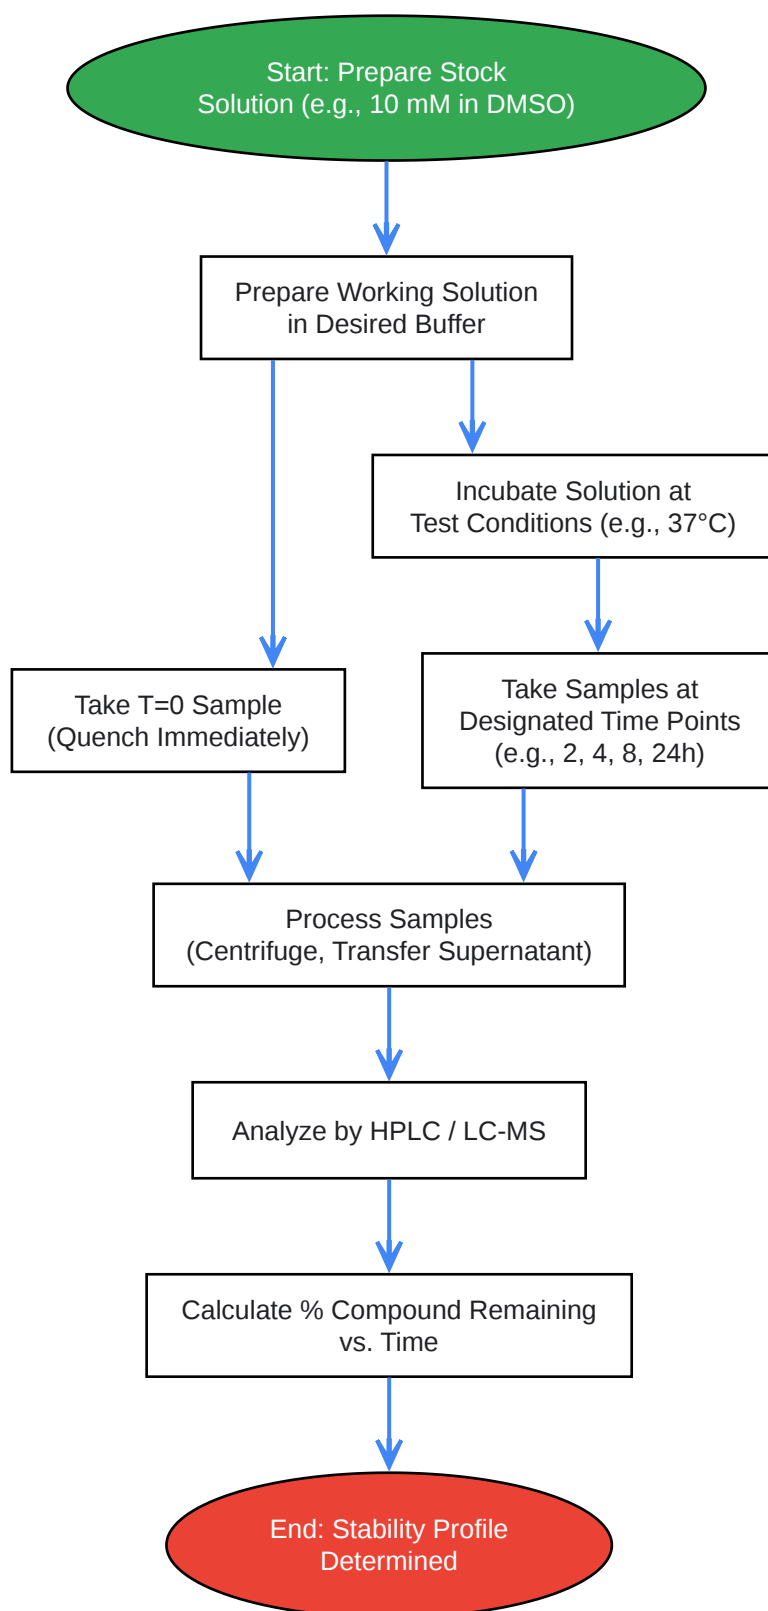 Start: Prepare Stock
Solution (e.g., 10 mM in DMSO)
Prepare Working Solution
in Desired Buffer
Incubate Solution at
Test Conditions (e.g., 37°C)
Take T=0 Sample
(Quench Immediately)
Take Samples at
Designated Time Points
(e.g., 2, 4, 8, 24h)
Process Samples
(Centrifuge, Transfer Supernatant)
Analyze by HPLC / LC-MS
Calculate % Compound Remaining
vs. Time
End: Stability Profile
Determined